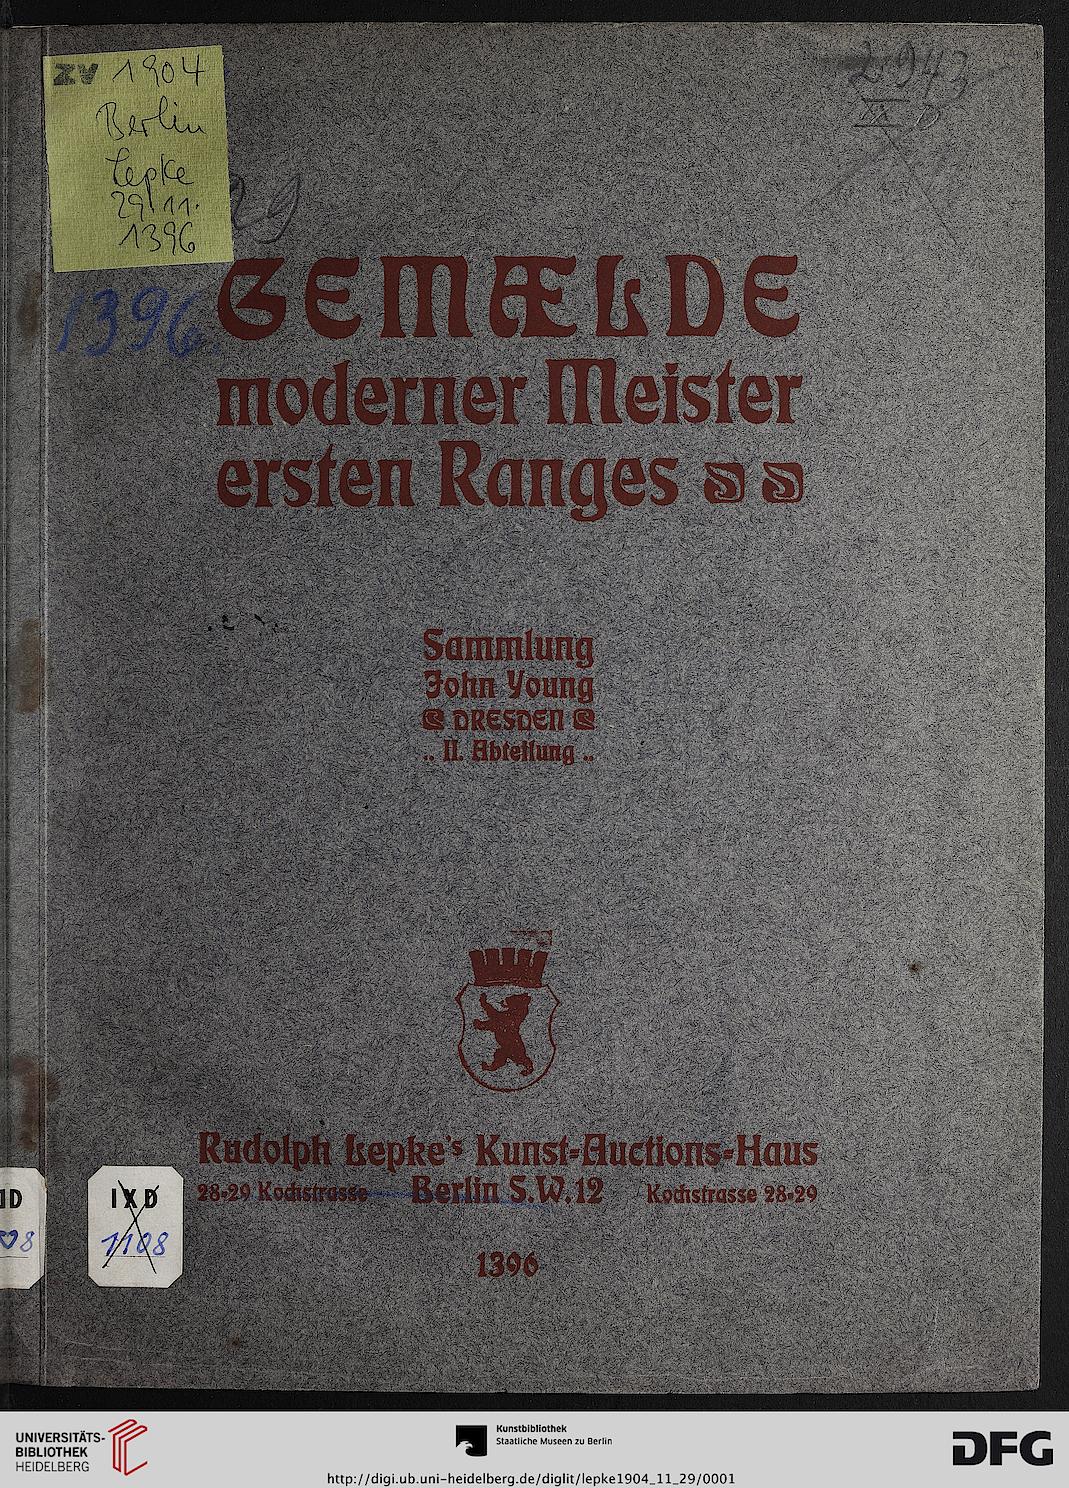 ZV 1904
Berlin
Lepke
29.11.
1396
2943
IX D
29
1396.
GEMÆLDE
moderner Meister
ersten Ranges
Sammlung
John Young
DRESDEN
.. II. Abteilung ..
Rudolph Lepke's Kunst-Auctions-Haus
28-29 Kochstrasse Berlin S.W.12 Kochstrasse 28-29
1396
IXD
1108
UNIVERSITÄTS-
BIBLIOTHEK
HEIDELBERG
Kunstbibliothek
Staatliche Museen zu Berlin
DFG
http://digi.ub.uni-heidelberg.de/diglit/lepke1904_11_29/0001